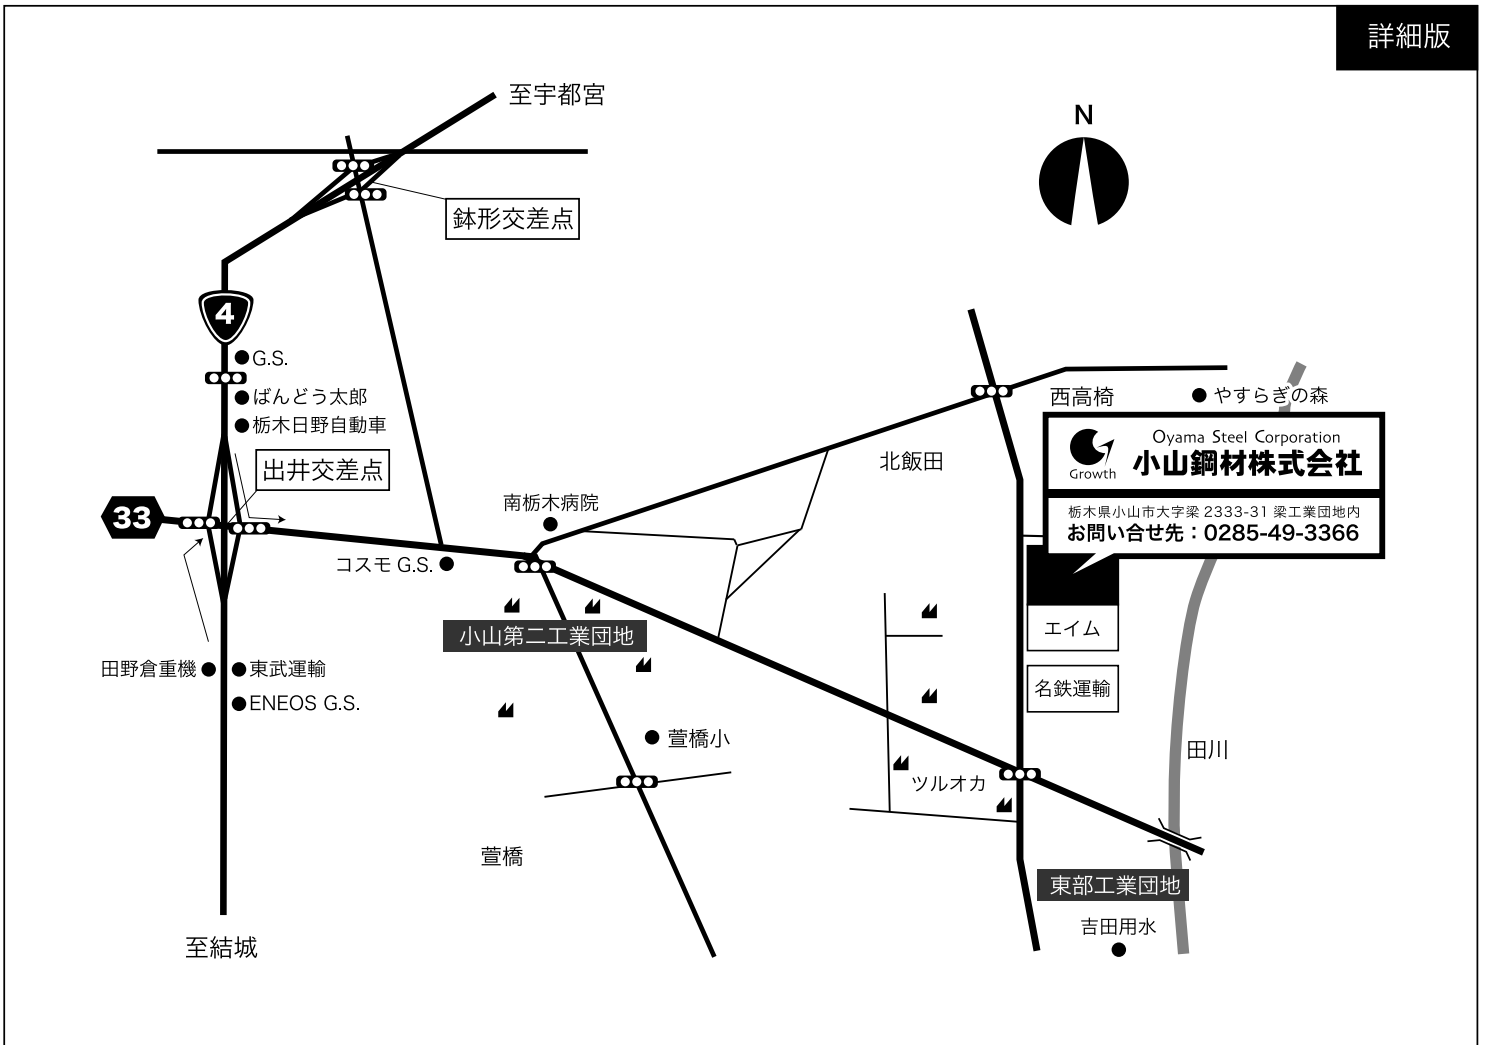 詳細版
至宇都宮
N
鉢形交差点
4
G.S.
ばんどう太郎
栃木日野自動車
出井交差点
33
西高椅
やすらぎの森
Growth
Oyama Steel Corporation
小山鋼材株式会社
栃木県小山市大字梁 2333-31 梁工業団地内
お問い合せ先：0285-49-3366
北飯田
南栃木病院
コスモ G.S.
小山第二工業団地
エイム
田野倉重機
東武運輸
名鉄運輸
ENEOS G.S.
萱橋小
田川
ツルオカ
萱橋
東部工業団地
吉田用水
至結城